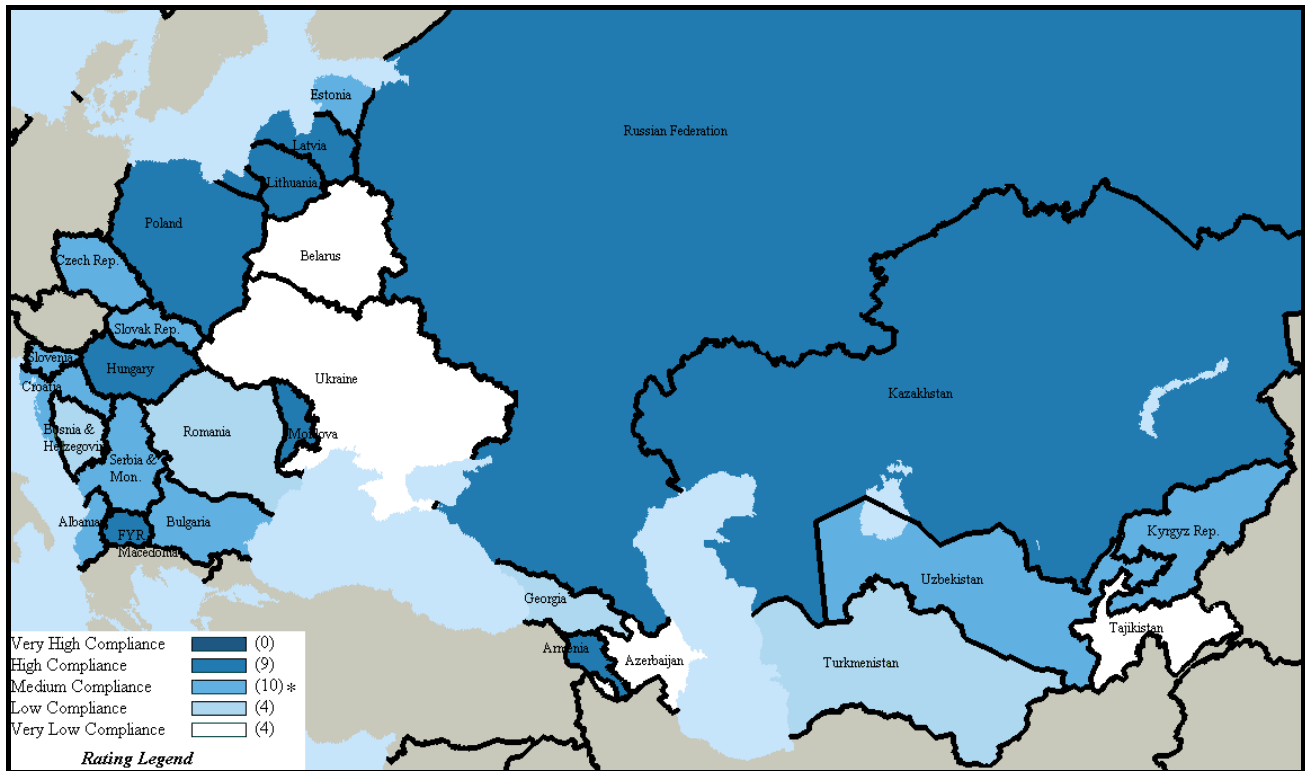 Estonia
Russian Federation
Latvia
Lithuania
Poland
Belarus
Czech Rep.
Slovak Rep.
Slovenia
Hungary
Ukraine
Croatia
Kazakhstan
Bosnia &
Herzegovin
Romania
Moldova
Serbia &
Mon.
Albania
Bulgaria
FYR
Macedonia
Kyrgyz Rep.
Uzbekistan
Georgia
Tajikistan
Armenia
Azerbaijan
Turkmenistan
Very High Compliance (0)
High Compliance (9)
Medium Compliance (10) *
Low Compliance (4)
Very Low Compliance (4)
Rating Legend